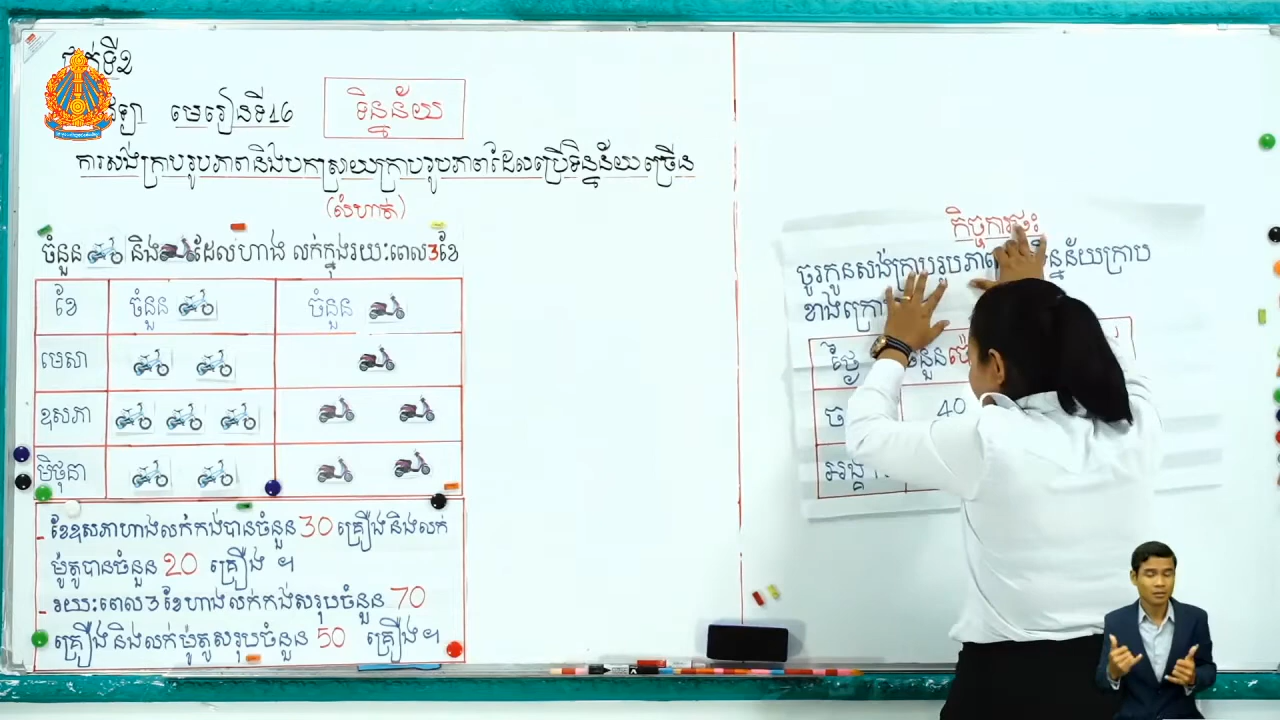 មេរៀនទី16
ទិន្នន័យ
ការសង់ក្រាបរូបភាពនិងបកស្រាយក្រាបរូបភាពដែលប្រើទិន្នន័យច្រើន
(លំហាត់)
ចំនួន និង ដែលហាង លក់ក្នុងរយៈពេល3ខែ
ខែ ចំនួន ចំនួន
មេសា
ឧសភា
មិថុនា
- ខែឧសភាហាងលក់កង់បានចំនួន 30 គ្រឿង និងលក់
ម៉ូតូបានចំនួន 20 គ្រឿង ។
- រយៈពេល3 ខែហាងលក់កង់សរុបចំនួន 70
គ្រឿង និងលក់ម៉ូតូសរុបចំនួន 50 គ្រឿង។
កិច្ចការផ្ទះ
ចូរកូនសង់ក្រាបរូបភាព ទិន្នន័យក្រាប
ថ្ងៃ
40